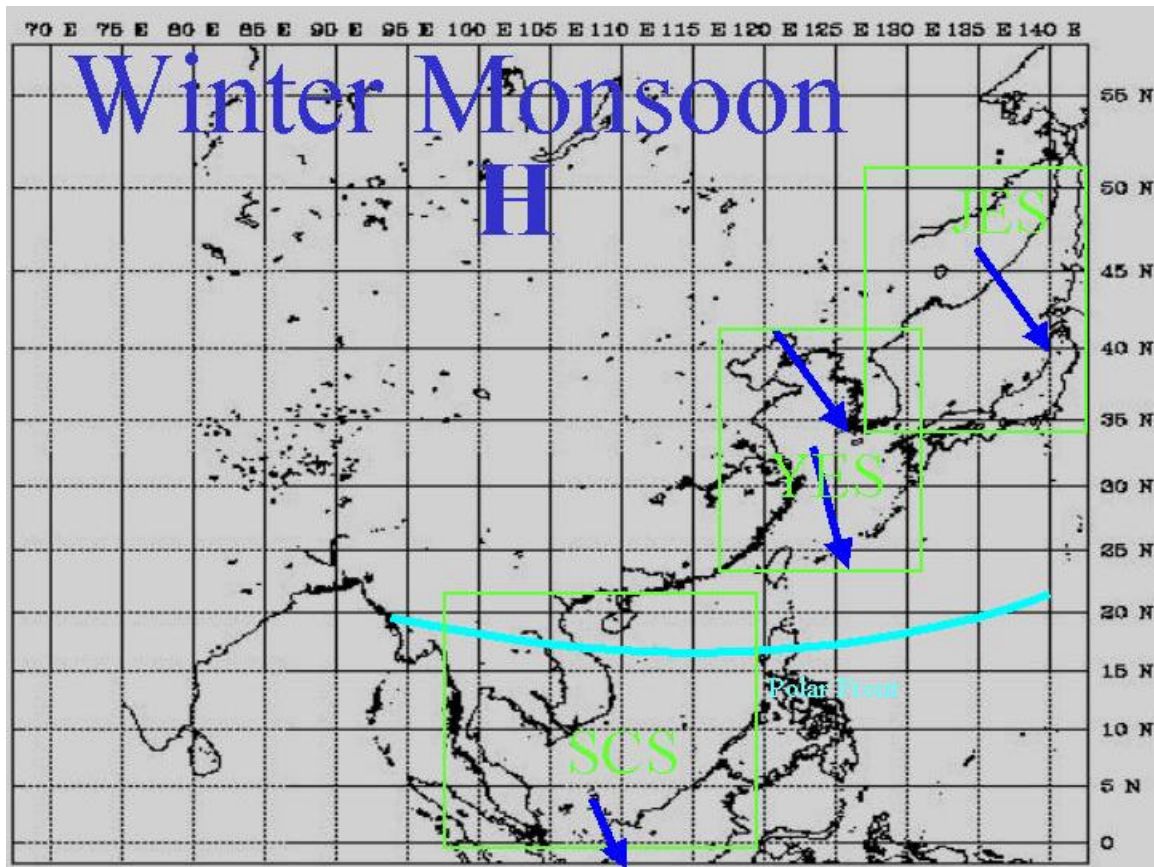 70 E 75 E 80 E 85 E 90 E 95 E 100 E 105 E 110 E 115 E 120 E 125 E 130 E 135 E 140 E
Winter Monsoon
55 N
H
50 N
JES
45 N
40 N
35 N
YES
30 N
25 N
20 N
15 N
Polar Front
10 N
SCS
5 N
0